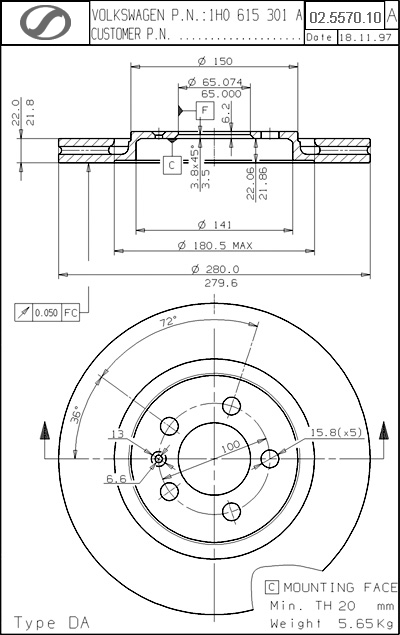 VOLKSWAGEN P.N.:1H0 615 301 A
CUSTOMER P.N. ....................
02.5570.10 A
Date 18.11.97
Ø 150
Ø 65.074
65.000
F
6.2
22.0
21.8
C
3.8x45°
3.5
22.06
21.86
Ø 141
Ø 180.5 MAX
Ø 280.0
279.6
0.050 FC
72°
36°
13
100
15.8(x5)
6.6
C MOUNTING FACE
Min. TH 20 mm
Type DA
Weight 5.65Kg